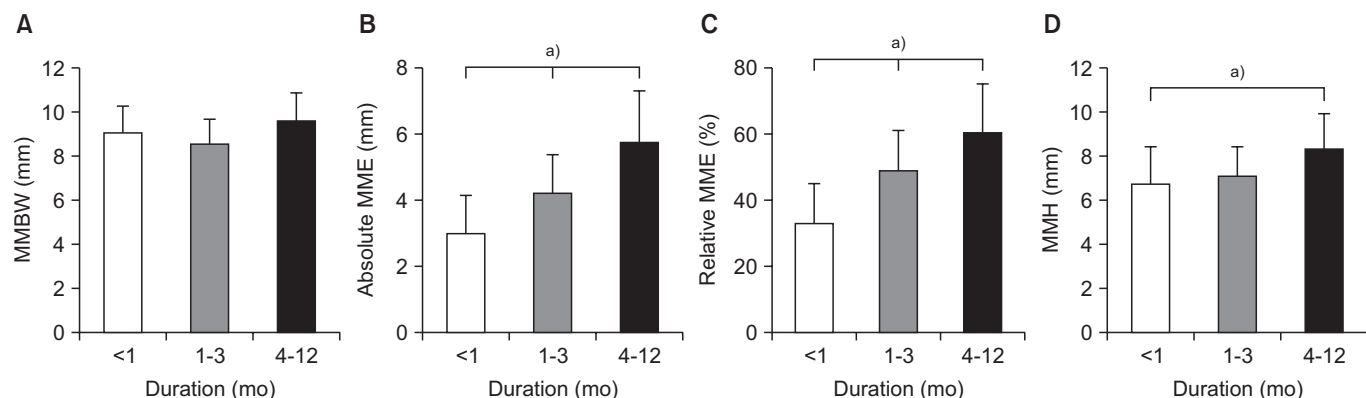 A
MMBW (mm)
12
10
8
6
4
2
0
<1 1-3 4-12
Duration (mo)
B
Absolute MME (mm)
8
6
4
2
0
a)
<1 1-3 4-12
Duration (mo)
C
Relative MME (%)
80
60
40
20
0
a)
<1 1-3 4-12
Duration (mo)
D
MMH (mm)
12
10
8
6
4
2
0
a)
<1 1-3 4-12
Duration (mo)